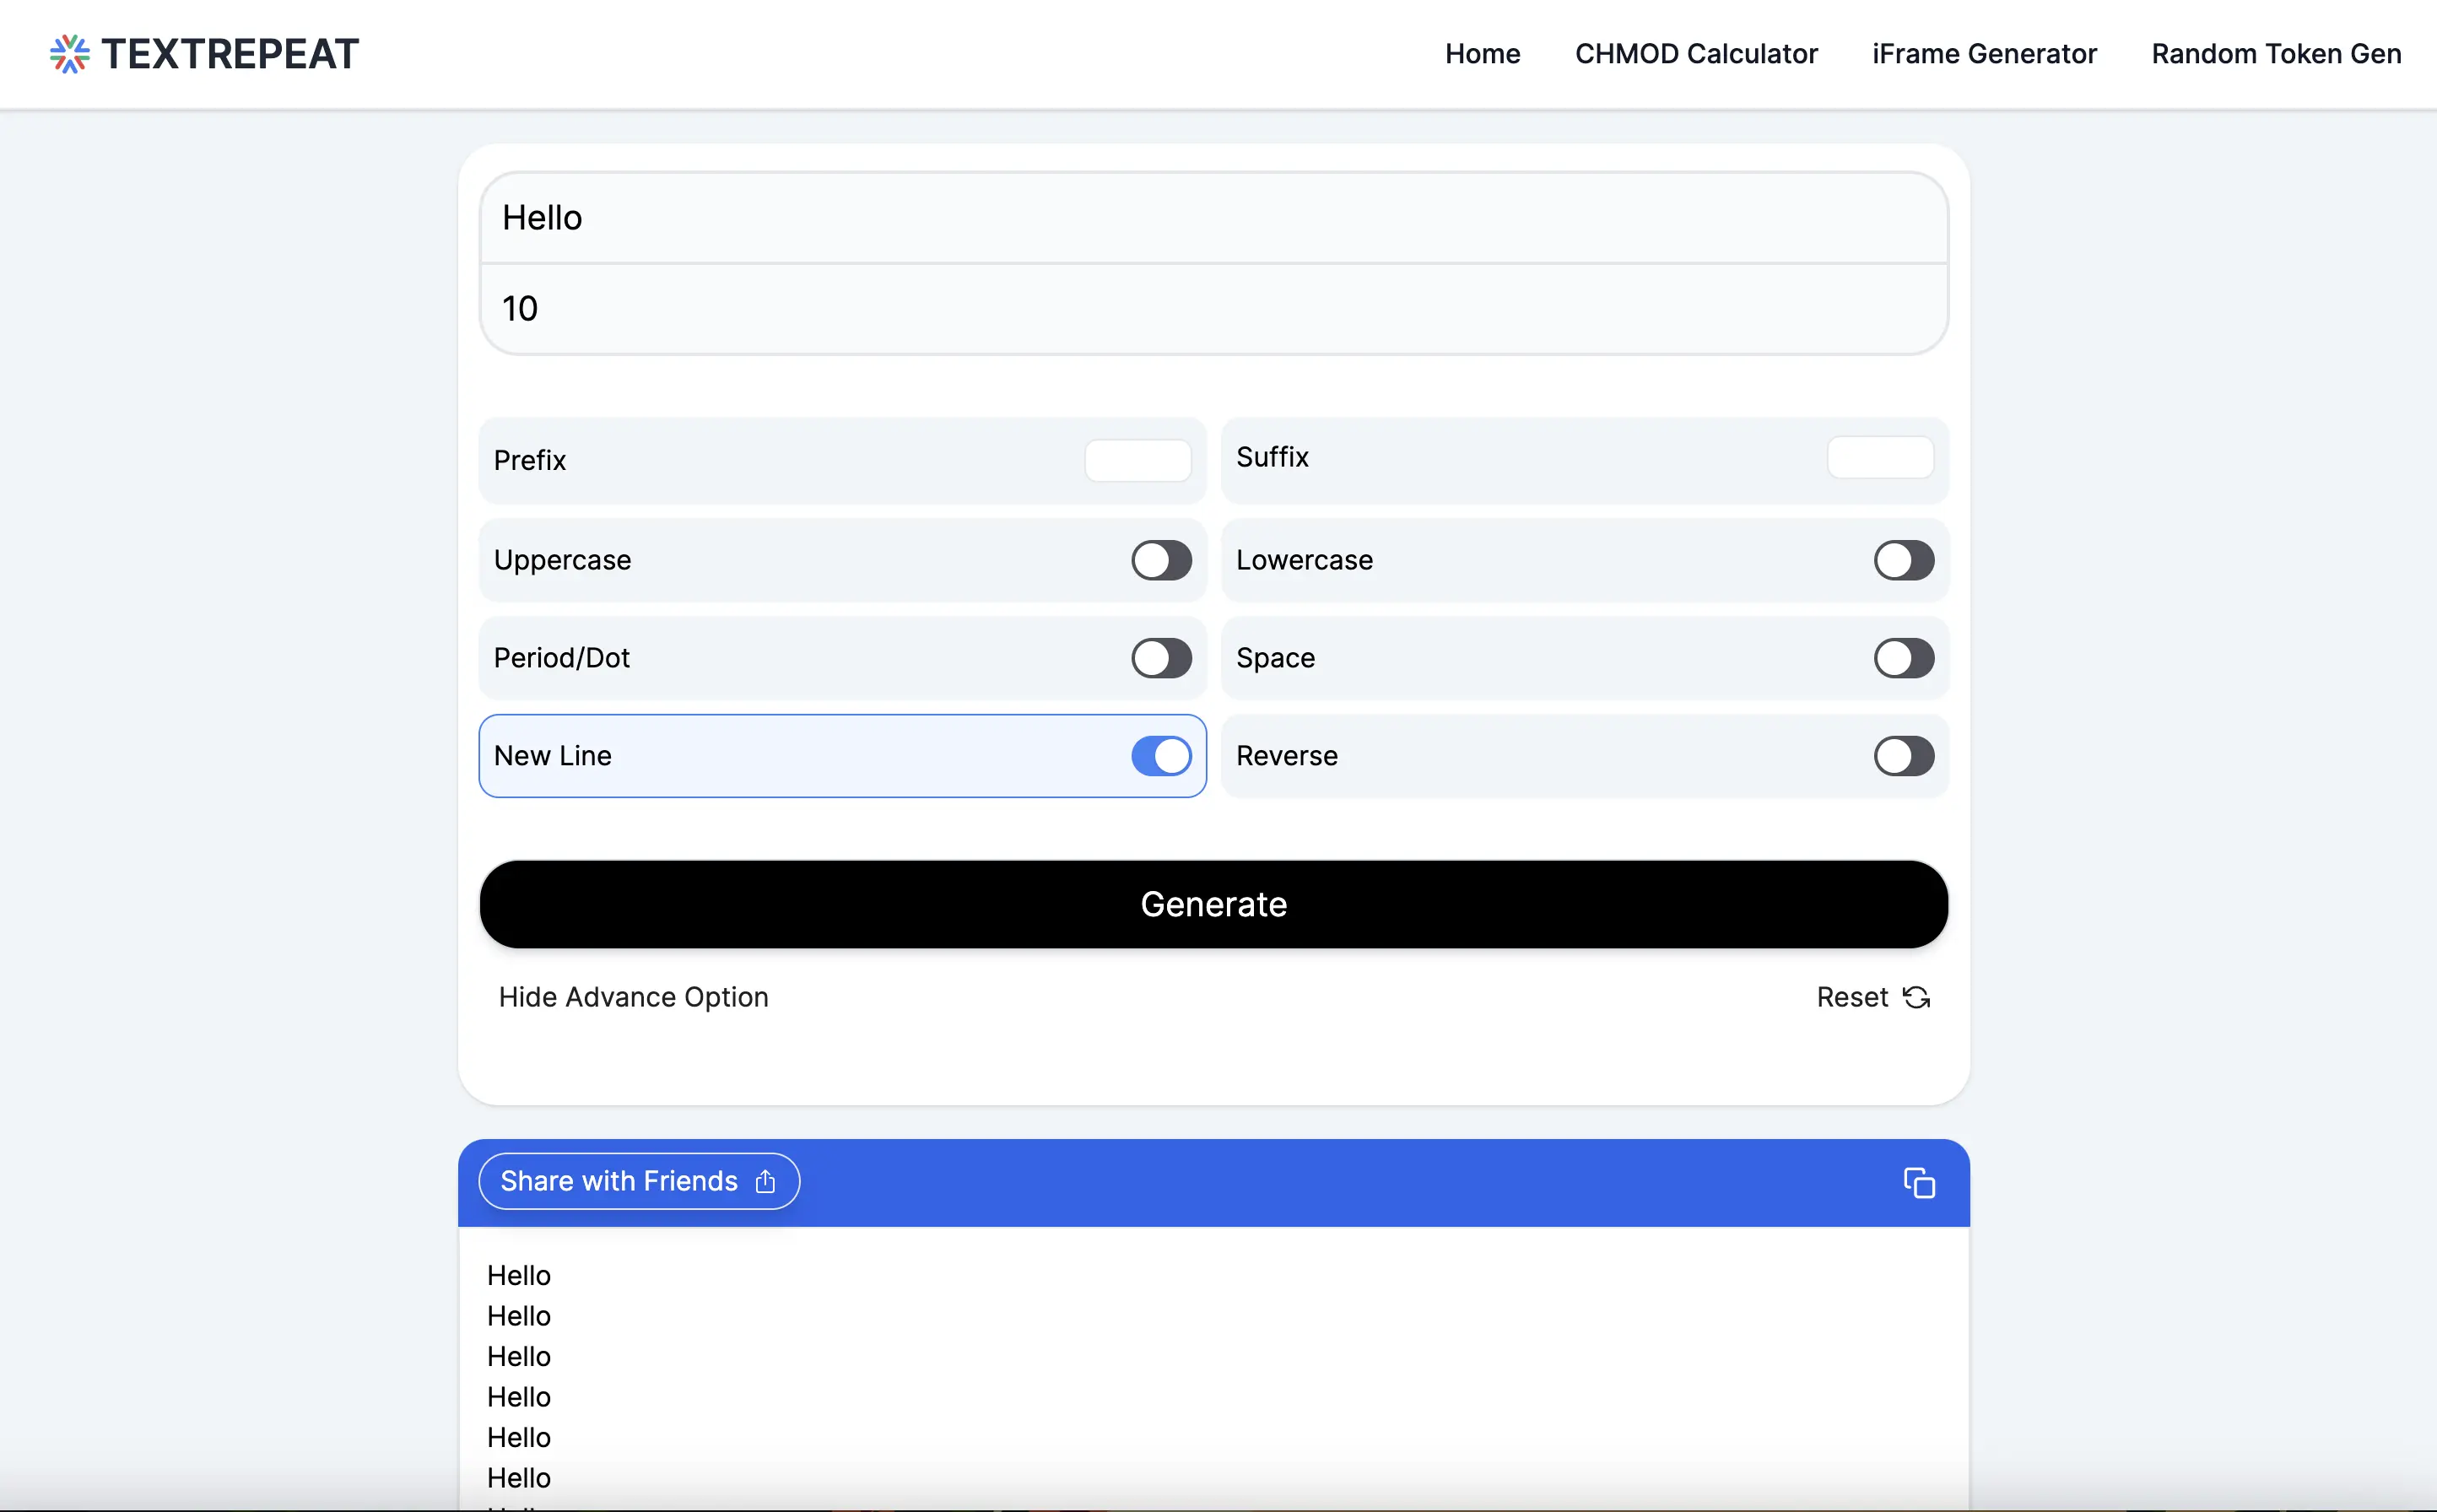 TEXTREPEAT
Home CHMOD Calculator iFrame Generator Random Token Gen
Hello
10
Prefix Suffix
Uppercase Lowercase
Period/Dot Space
New Line Reverse
Generate
Hide Advance Option Reset
Share with Friends
Hello
Hello
Hello
Hello
Hello
Hello